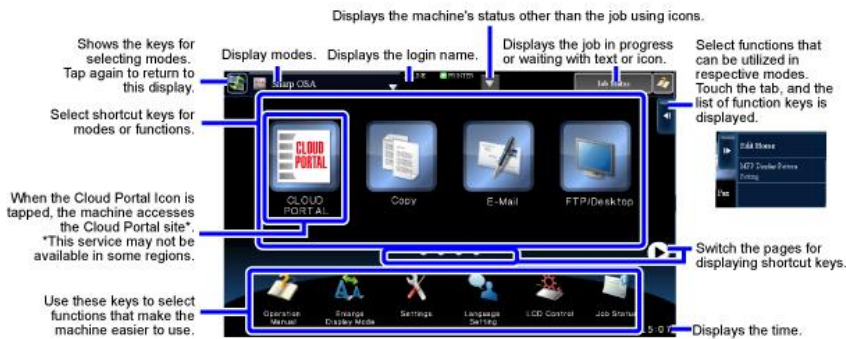 Displays the machine's status other than the job using icons.
Shows the keys for
selecting modes.
Tap again to return to
this display.
Display modes.
Displays the login name.
Displays the job in progress
or waiting with text or icon.
Select functions that
can be utilized in
respective modes.
Touch the tab, and the
list of function keys is
displayed.
Sharp OSA
PRINTER
Job Status
Select shortcut keys for
modes or functions.
CLOUD
PORTAL
CLOUD
PORTAL
Copy
E-Mail
FTP/Desktop
Edit Home
MFP Display Pattern
Setting
Fax
When the Cloud Portal Icon is
tapped, the machine accesses
the Cloud Portal site*.
*This service may not be
available in some regions.
Switch the pages for
displaying shortcut keys.
Use these keys to select
functions that make the
machine easier to use.
Operation
Manual
Enlarge
Display Mode
Settings
Language
Setting
LCD Control
Job Status
15:07
Displays the time.